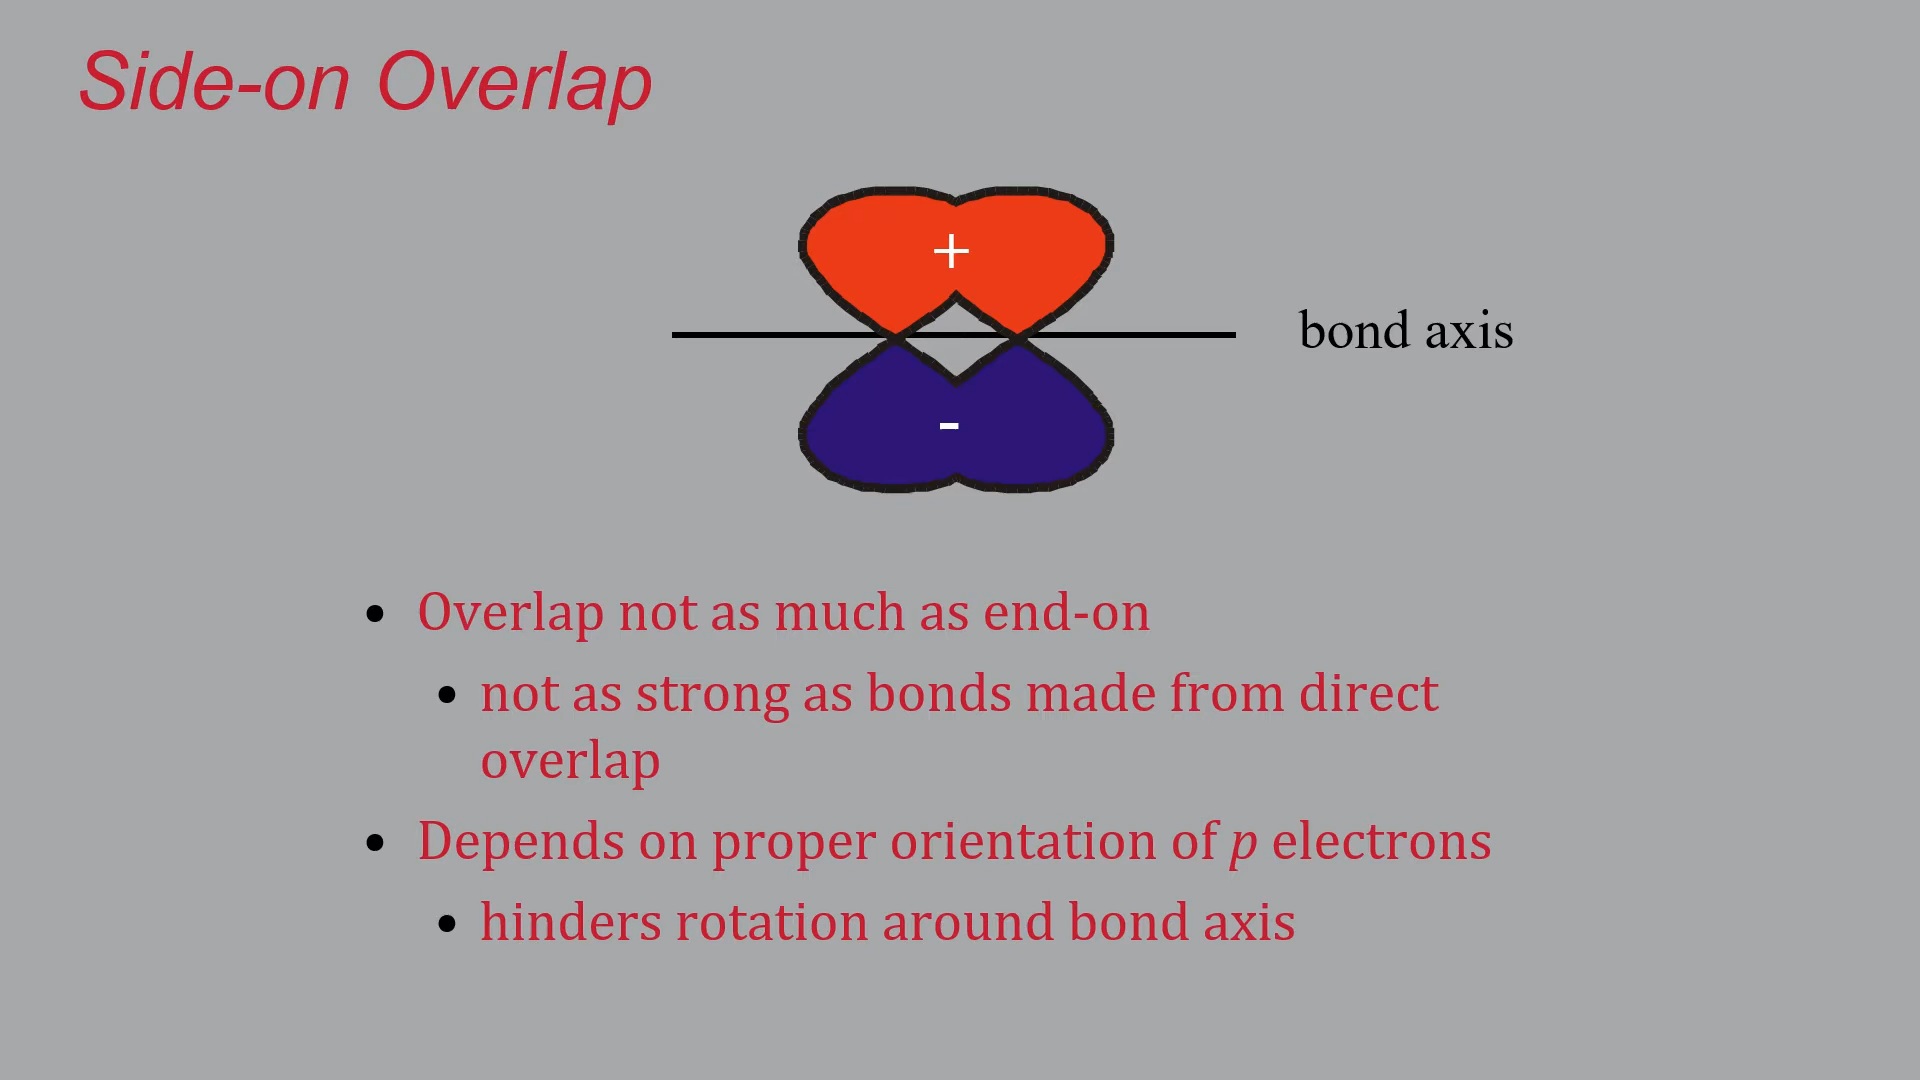 Side-on Overlap
+
bond axis
-
• Overlap not as much as end-on
• not as strong as bonds made from direct
overlap
• Depends on proper orientation of p electrons
• hinders rotation around bond axis